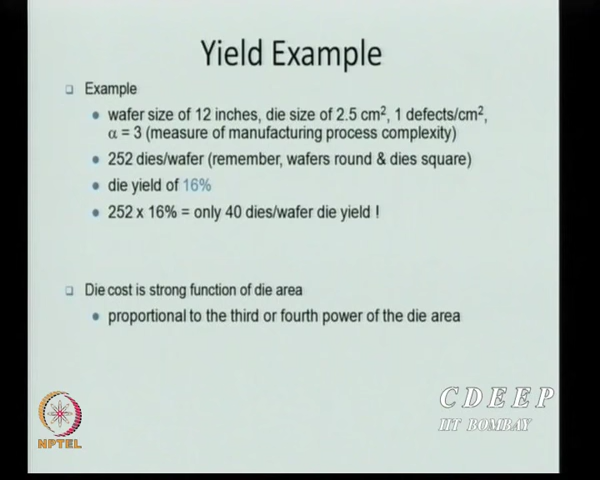 Yield Example
Example
wafer size of 12 inches, die size of 2.5 cm², 1 defects/cm²,
α = 3 (measure of manufacturing process complexity)
252 dies/wafer (remember, wafers round & dies square)
die yield of 16%
252 x 16% = only 40 dies/wafer die yield !
Die cost is strong function of die area
proportional to the third or fourth power of the die area
CDEEP
IIT BOMBAY
NPTEL